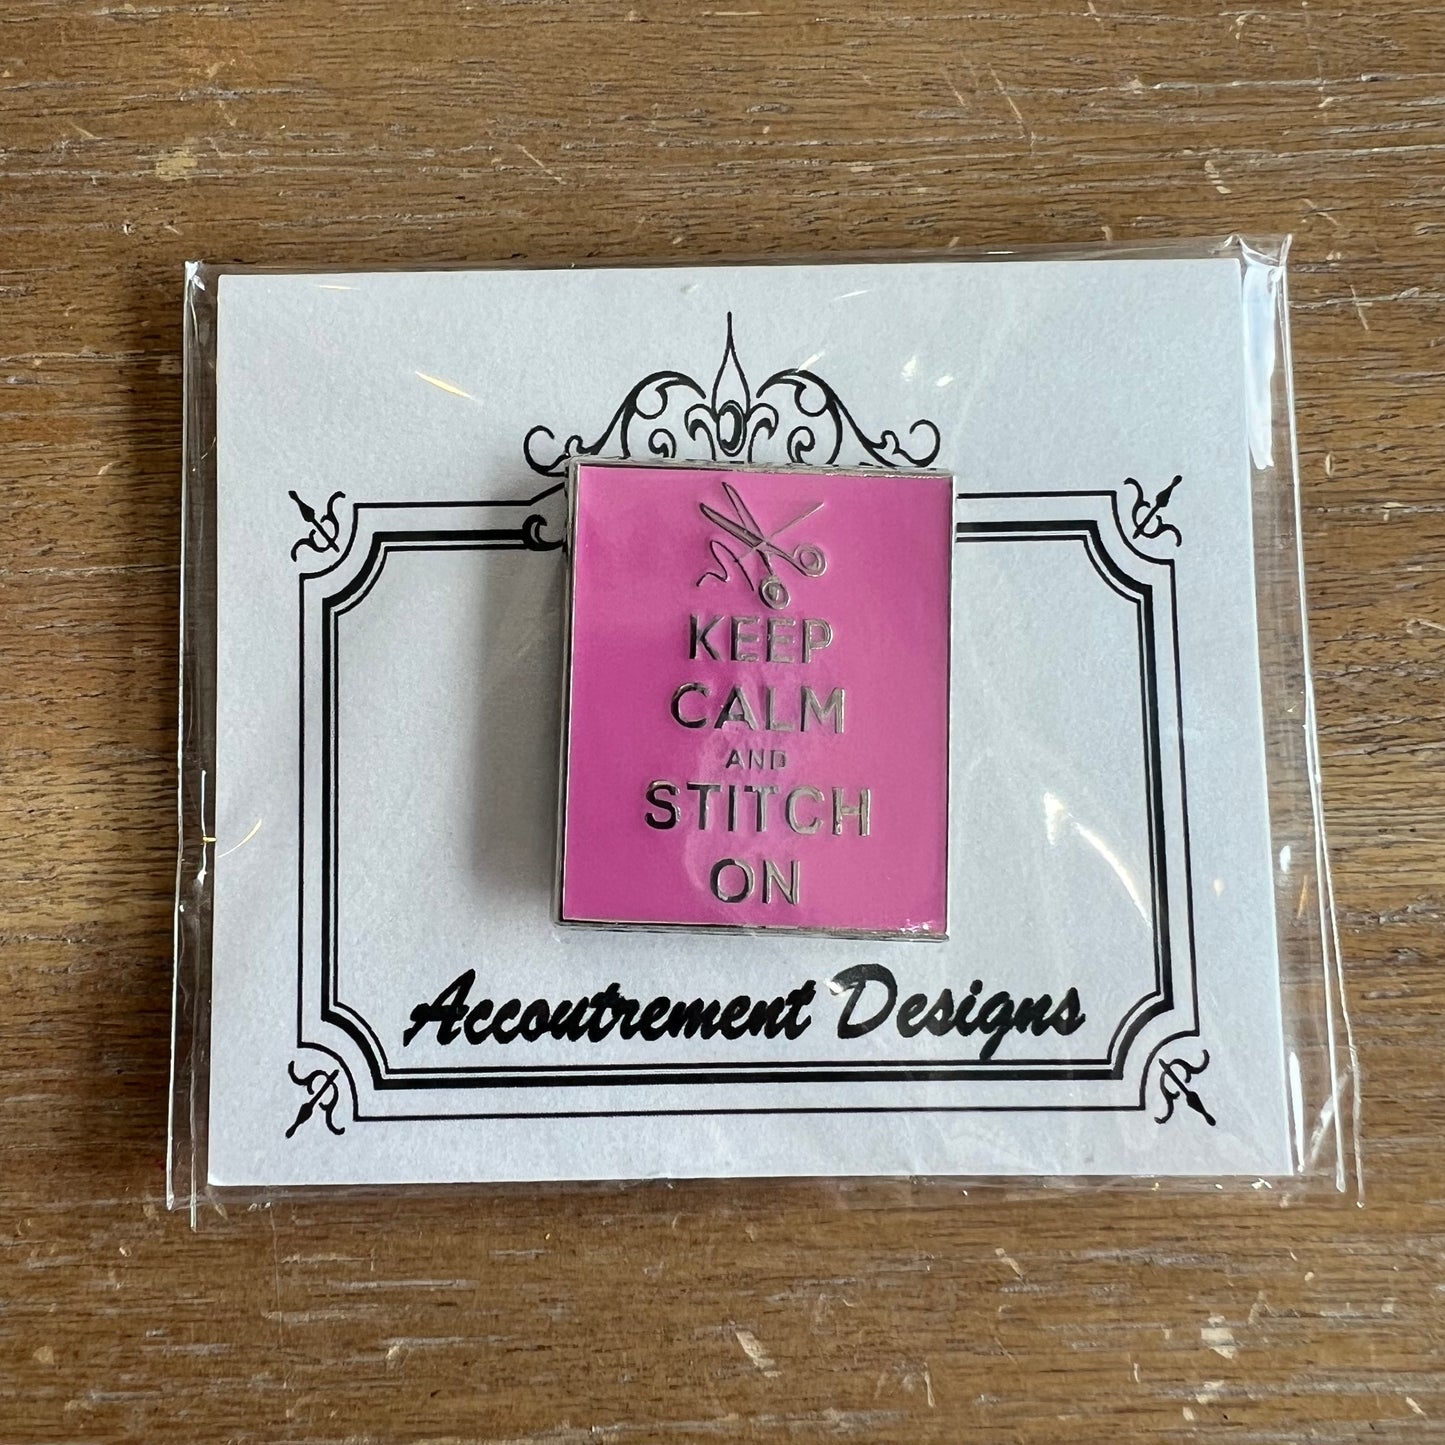 KEEP
CALM
AND
STITCH
ON
Accoutrement Designs